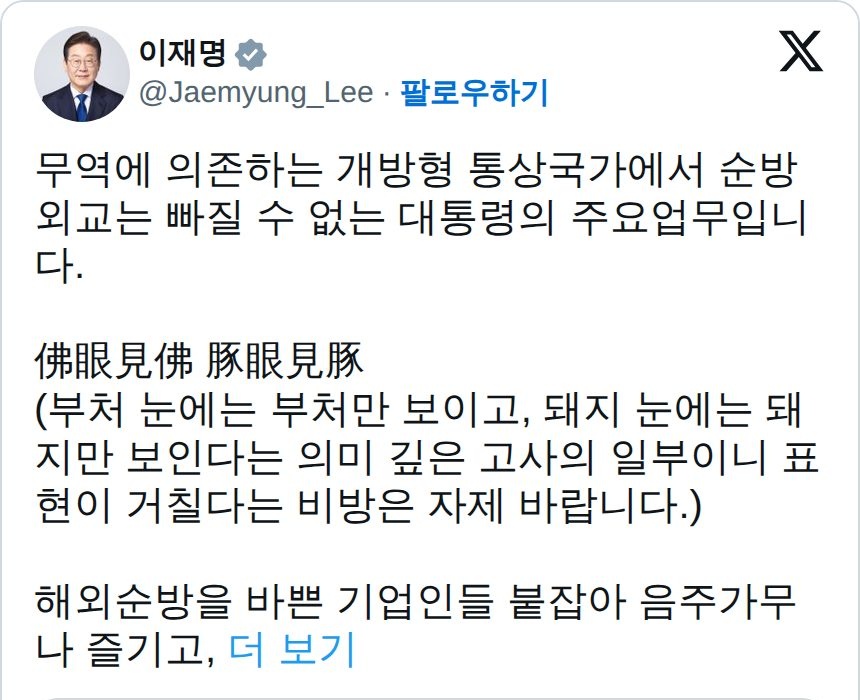 이재명
@Jaemyung_Lee · 팔로우하기
무역에 의존하는 개방형 통상국가에서 순방
외교는 빠질 수 없는 대통령의 주요업무입니
다.
佛眼見佛 豚眼見豚
(부처 눈에는 부처만 보이고, 돼지 눈에는 돼
지만 보인다는 의미 깊은 고사의 일부이니 표
현이 거칠다는 비방은 자제 바랍니다.)
해외순방을 바쁜 기업인들 붙잡아 음주가무
나 즐기고, 더 보기